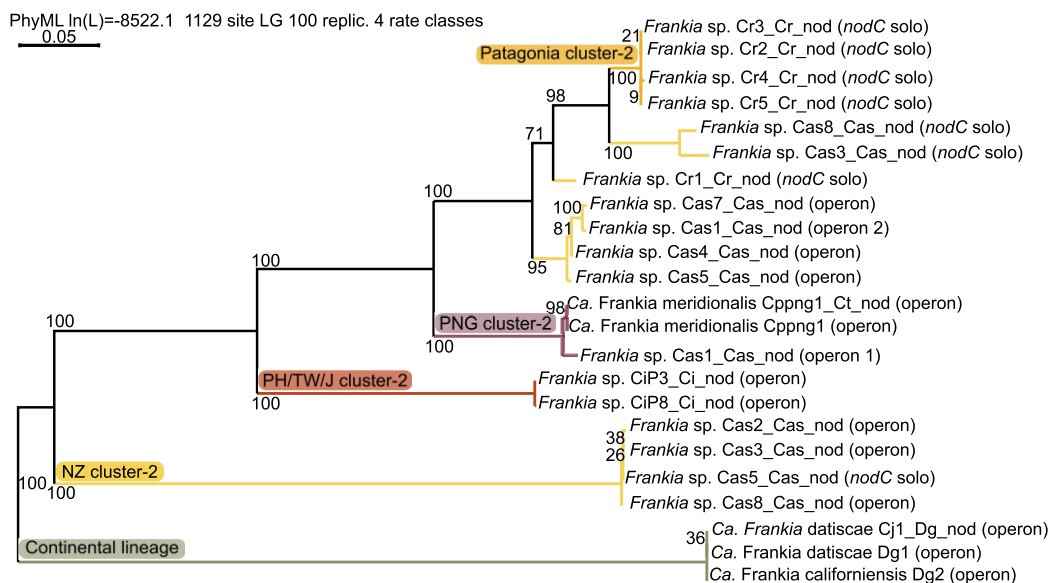 PhyML ln(L)=-8522.1 1129 site LG 100 replic. 4 rate classes
0.05
Frankia sp. Cr3_Cr_nod (nodC solo)
21
Patagonia cluster-2
Frankia sp. Cr2_Cr_nod (nodC solo)
100
Frankia sp. Cr4_Cr_nod (nodC solo)
9
Frankia sp. Cr5_Cr_nod (nodC solo)
98
Frankia sp. Cas8_Cas_nod (nodC solo)
71
100
Frankia sp. Cas3_Cas_nod (nodC solo)
Frankia sp. Cr1_Cr_nod (nodC solo)
100
100
Frankia sp. Cas7_Cas_nod (operon)
81
Frankia sp. Cas1_Cas_nod (operon 2)
Frankia sp. Cas4_Cas_nod (operon)
95
Frankia sp. Cas5_Cas_nod (operon)
100
98
Ca. Frankia meridionalis Cppng1_Ct_nod (operon)
PNG cluster-2
Ca. Frankia meridionalis Cppng1 (operon)
100
100
Frankia sp. Cas1_Cas_nod (operon 1)
PH/TW/J cluster-2
Frankia sp. CiP3_Ci_nod (operon)
100
Frankia sp. CiP8_Ci_nod (operon)
Frankia sp. Cas2_Cas_nod (operon)
38
26
Frankia sp. Cas3_Cas_nod (operon)
NZ cluster-2
Frankia sp. Cas5_Cas_nod (nodC solo)
100
100
Frankia sp. Cas8_Cas_nod (operon)
Ca. Frankia datiscae Cj1_Dg_nod (operon)
36
Continental lineage
Ca. Frankia datiscae Dg1 (operon)
Ca. Frankia californiensis Dg2 (operon)